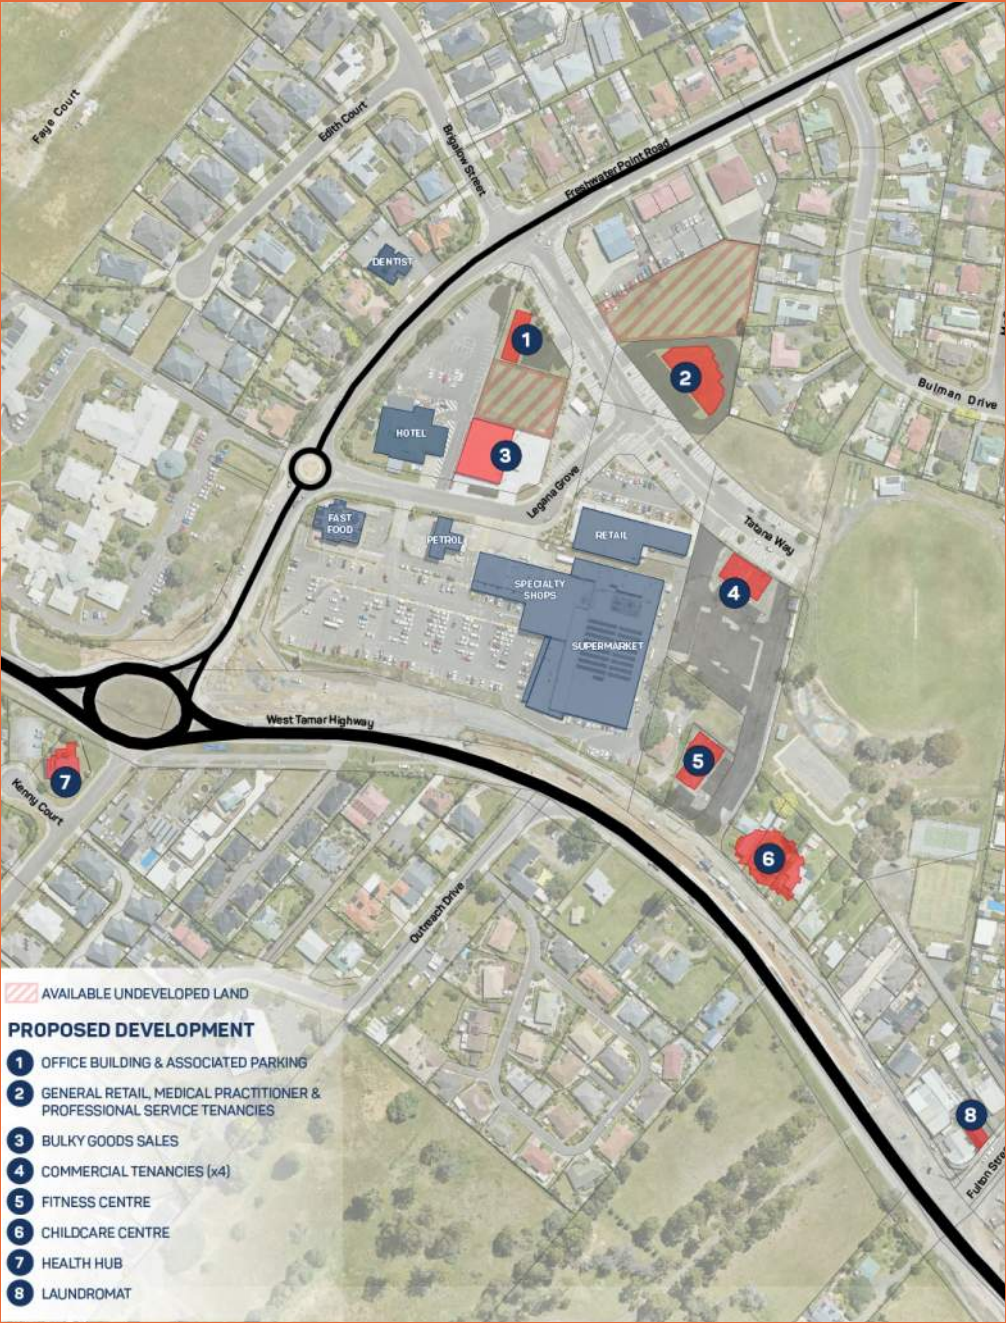 Faye Court
Edith Court
Brigalow Street
Freshwater Point Road
DENTIST
1
2
Bulman Drive
HOTEL
3
Legana Grove
FAST
FOOD
PETROL
RETAIL
Tatana Way
SPECIALTY
SHOPS
4
SUPERMARKET
West Tamar Highway
5
7
Kenny Court
6
Outreach Drive
8
AVAILABLE UNDEVELOPED LAND
PROPOSED DEVELOPMENT
1 OFFICE BUILDING & ASSOCIATED PARKING
2 GENERAL RETAIL, MEDICAL PRACTITIONER &
PROFESSIONAL SERVICE TENANCIES
3 BULKY GOODS SALES
4 COMMERCIAL TENANCIES (x4)
5 FITNESS CENTRE
6 CHILDCARE CENTRE
7 HEALTH HUB
8 LAUNDROMAT
Fulton Stre